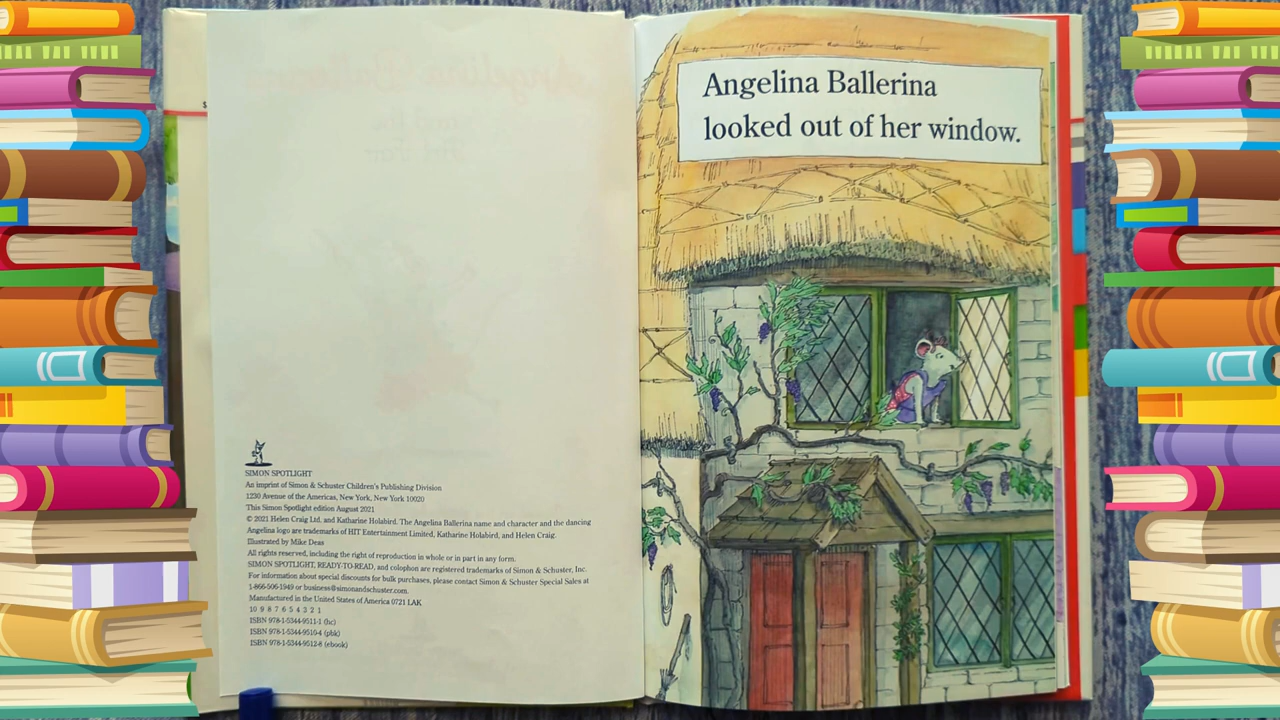 SIMON SPOTLIGHT
An imprint of Simon & Schuster Children's Publishing Division
1230 Avenue of the Americas, New York, New York 10020
This Simon Spotlight edition August 2021
© 2021 Helen Craig Ltd. and Katharine Holabird. The Angelina Ballerina name and character and the dancing
Angelina logo are trademarks of HIT Entertainment Limited, Katharine Holabird, and Helen Craig.
Illustrated by Mike Deas
All rights reserved, including the right of reproduction in whole or in part in any form.
SIMON SPOTLIGHT, READY-TO-READ, and colophon are registered trademarks of Simon & Schuster, Inc.
For information about special discounts for bulk purchases, please contact Simon & Schuster Special Sales at
1-866-506-1949 or business@simonandschuster.com.
Manufactured in the United States of America 0721 LAK
10 9 8 7 6 5 4 3 2 1
ISBN 978-1-5344-9511-1 (hc)
ISBN 978-1-5344-9510-4 (pbk)
ISBN 978-1-5344-9512-8 (ebook)
Angelina Ballerina
looked out of her window.